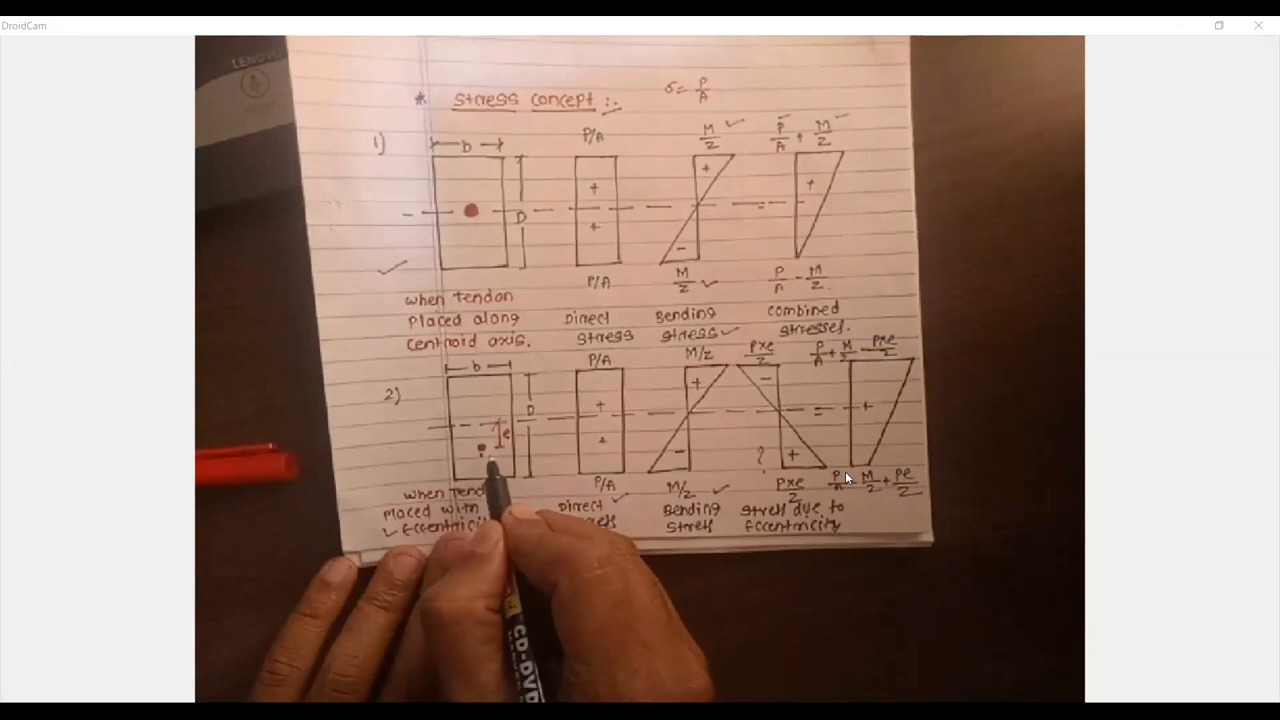 DroidCam
LENOVO
* Stress concept :-
σ = P/A
1)
b
P/A
M/Z
P/A + M/Z
+
+
+
-
+
D
=
P/A
M/Z
P/A - M/Z
when tendon
placed along
centroid axis.
Direct
stress
Bending
stress
combined
stresses.
2)
b
P/A
M/Z
Pxe/Z
P/A + M/Z - Pxe/Z
D
e
+
+
+
-
-
+
?
=
+
P/A
M/Z
Pxe/Z
P/A - M/Z + Pe/Z
when
placed with
Eccentricity
Direct
Bending
stress
stress due to
Eccentricity
CD-DVD